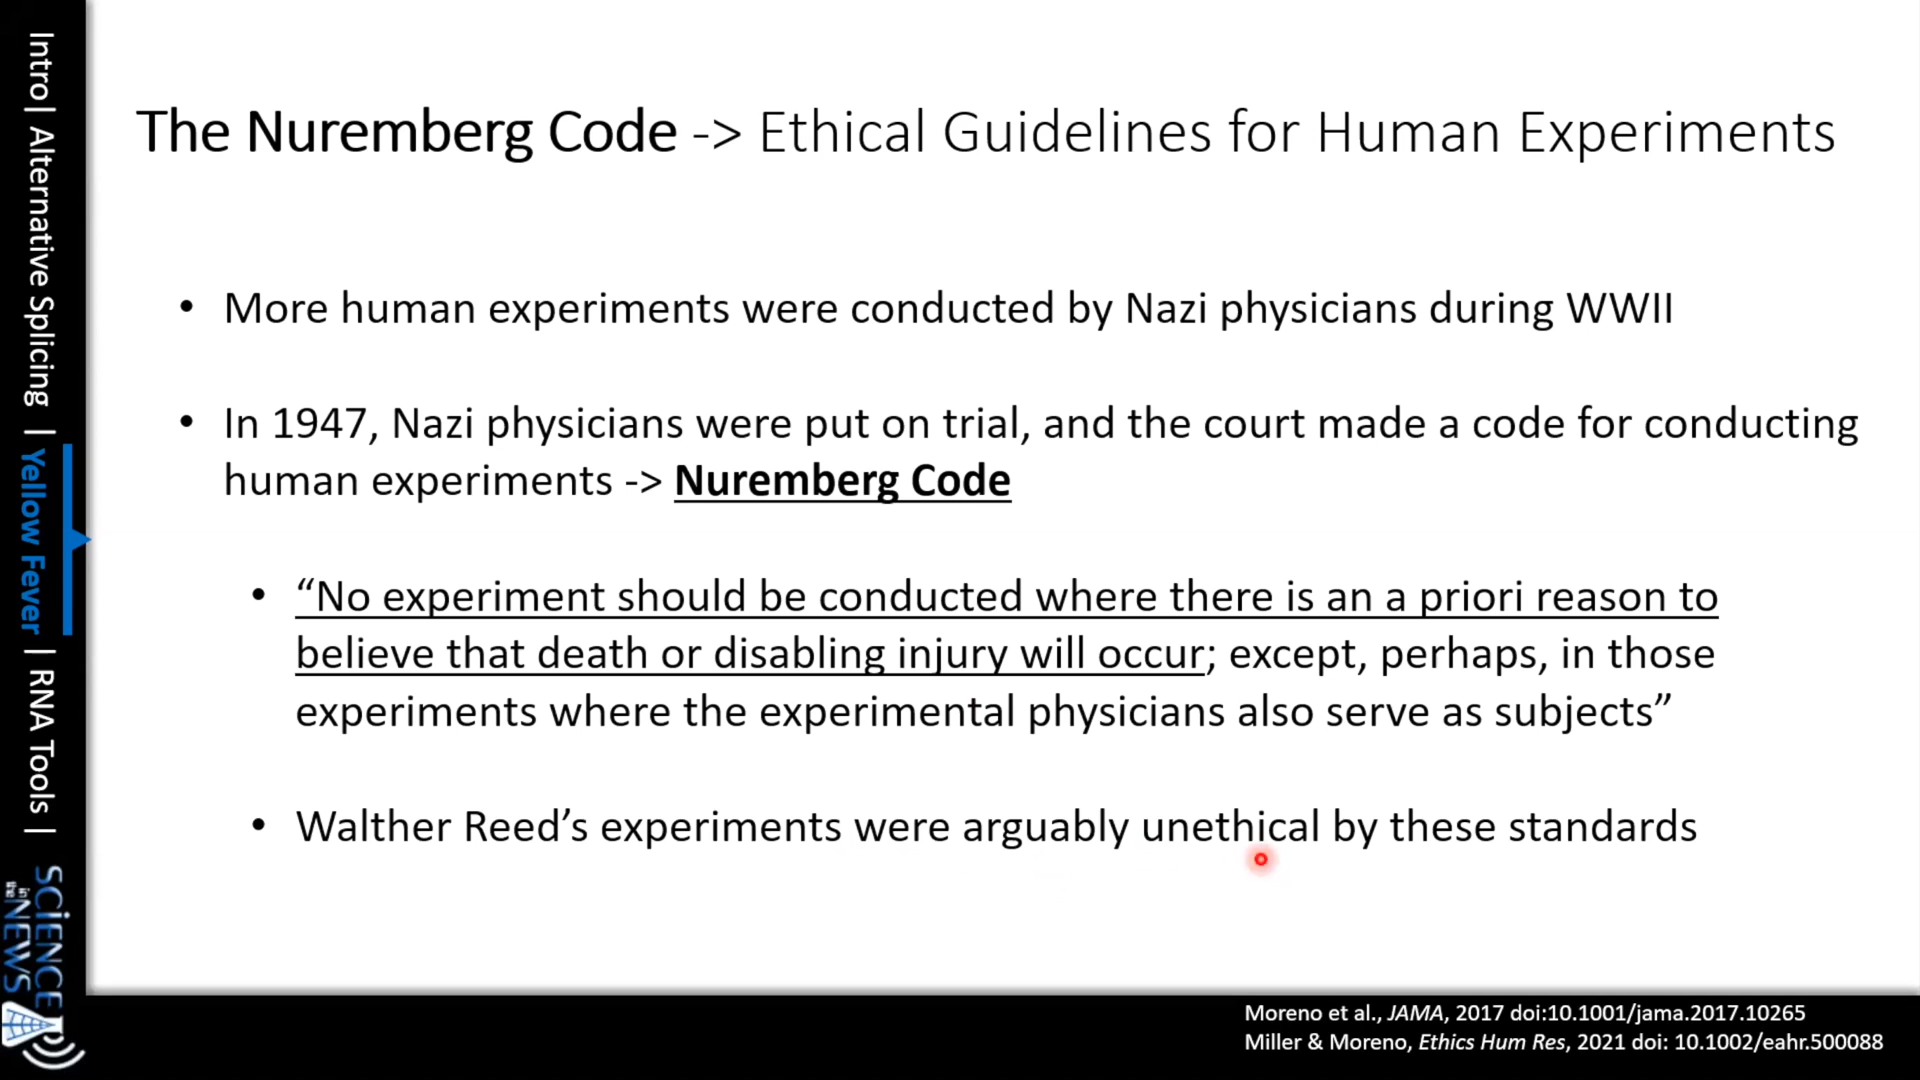 Intro| Alternative Splicing | Yellow Fever | RNA Tools |
The Nuremberg Code -> Ethical Guidelines for Human Experiments
• More human experiments were conducted by Nazi physicians during WWII
• In 1947, Nazi physicians were put on trial, and the court made a code for conducting
human experiments -> Nuremberg Code
• “No experiment should be conducted where there is an a priori reason to
believe that death or disabling injury will occur; except, perhaps, in those
experiments where the experimental physicians also serve as subjects”
• Walther Reed’s experiments were arguably unethical by these standards
SCiENCE
in the
NEWS
Moreno et al., JAMA, 2017 doi:10.1001/jama.2017.10265
Miller & Moreno, Ethics Hum Res, 2021 doi: 10.1002/eahr.500088